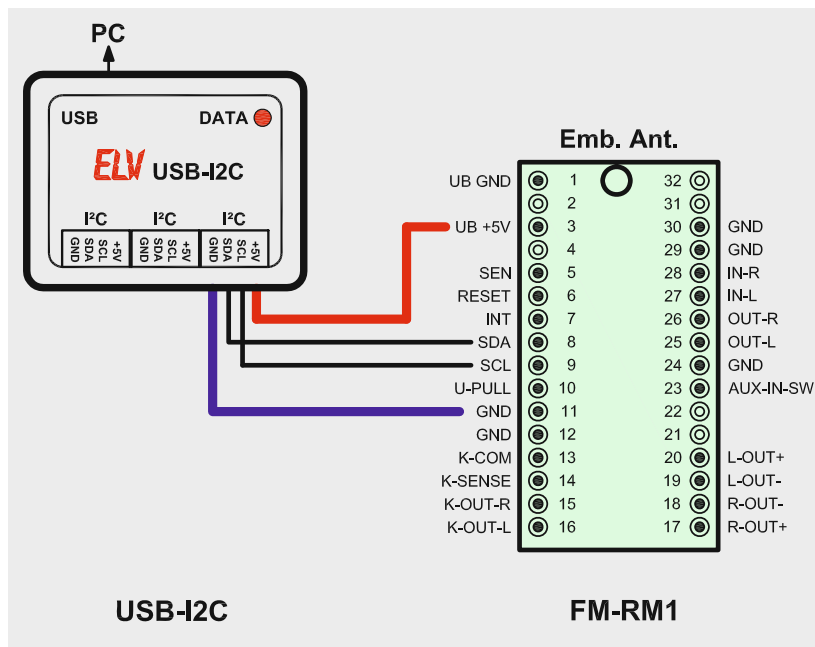 PC
USB DATA
ELV USB-I2C
I²C I²C I²C
GND SDA SCL +5V GND SDA SCL +5V GND SDA SCL +5V
Emb. Ant.
UB GND 1 32
2 31
UB +5V 3 30 GND
4 29 GND
SEN 5 28 IN-R
RESET 6 27 IN-L
INT 7 26 OUT-R
SDA 8 25 OUT-L
SCL 9 24 GND
U-PULL 10 23 AUX-IN-SW
GND 11 22
GND 12 21
K-COM 13 20 L-OUT+
K-SENSE 14 19 L-OUT-
K-OUT-R 15 18 R-OUT-
K-OUT-L 16 17 R-OUT+
USB-I2C
FM-RM1